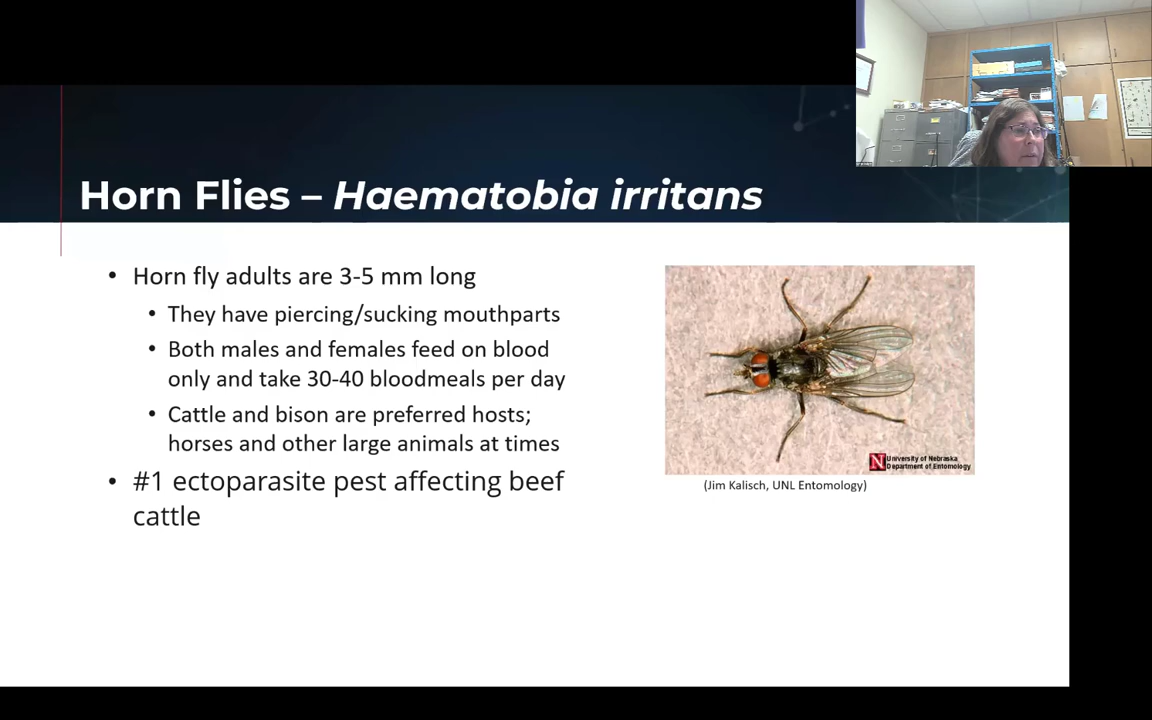 Horn Flies – Haematobia irritans
• Horn fly adults are 3-5 mm long
• They have piercing/sucking mouthparts
• Both males and females feed on blood
only and take 30-40 bloodmeals per day
• Cattle and bison are preferred hosts;
horses and other large animals at times
• #1 ectoparasite pest affecting beef
cattle
N University of Nebraska
Department of Entomology
(Jim Kalisch, UNL Entomology)